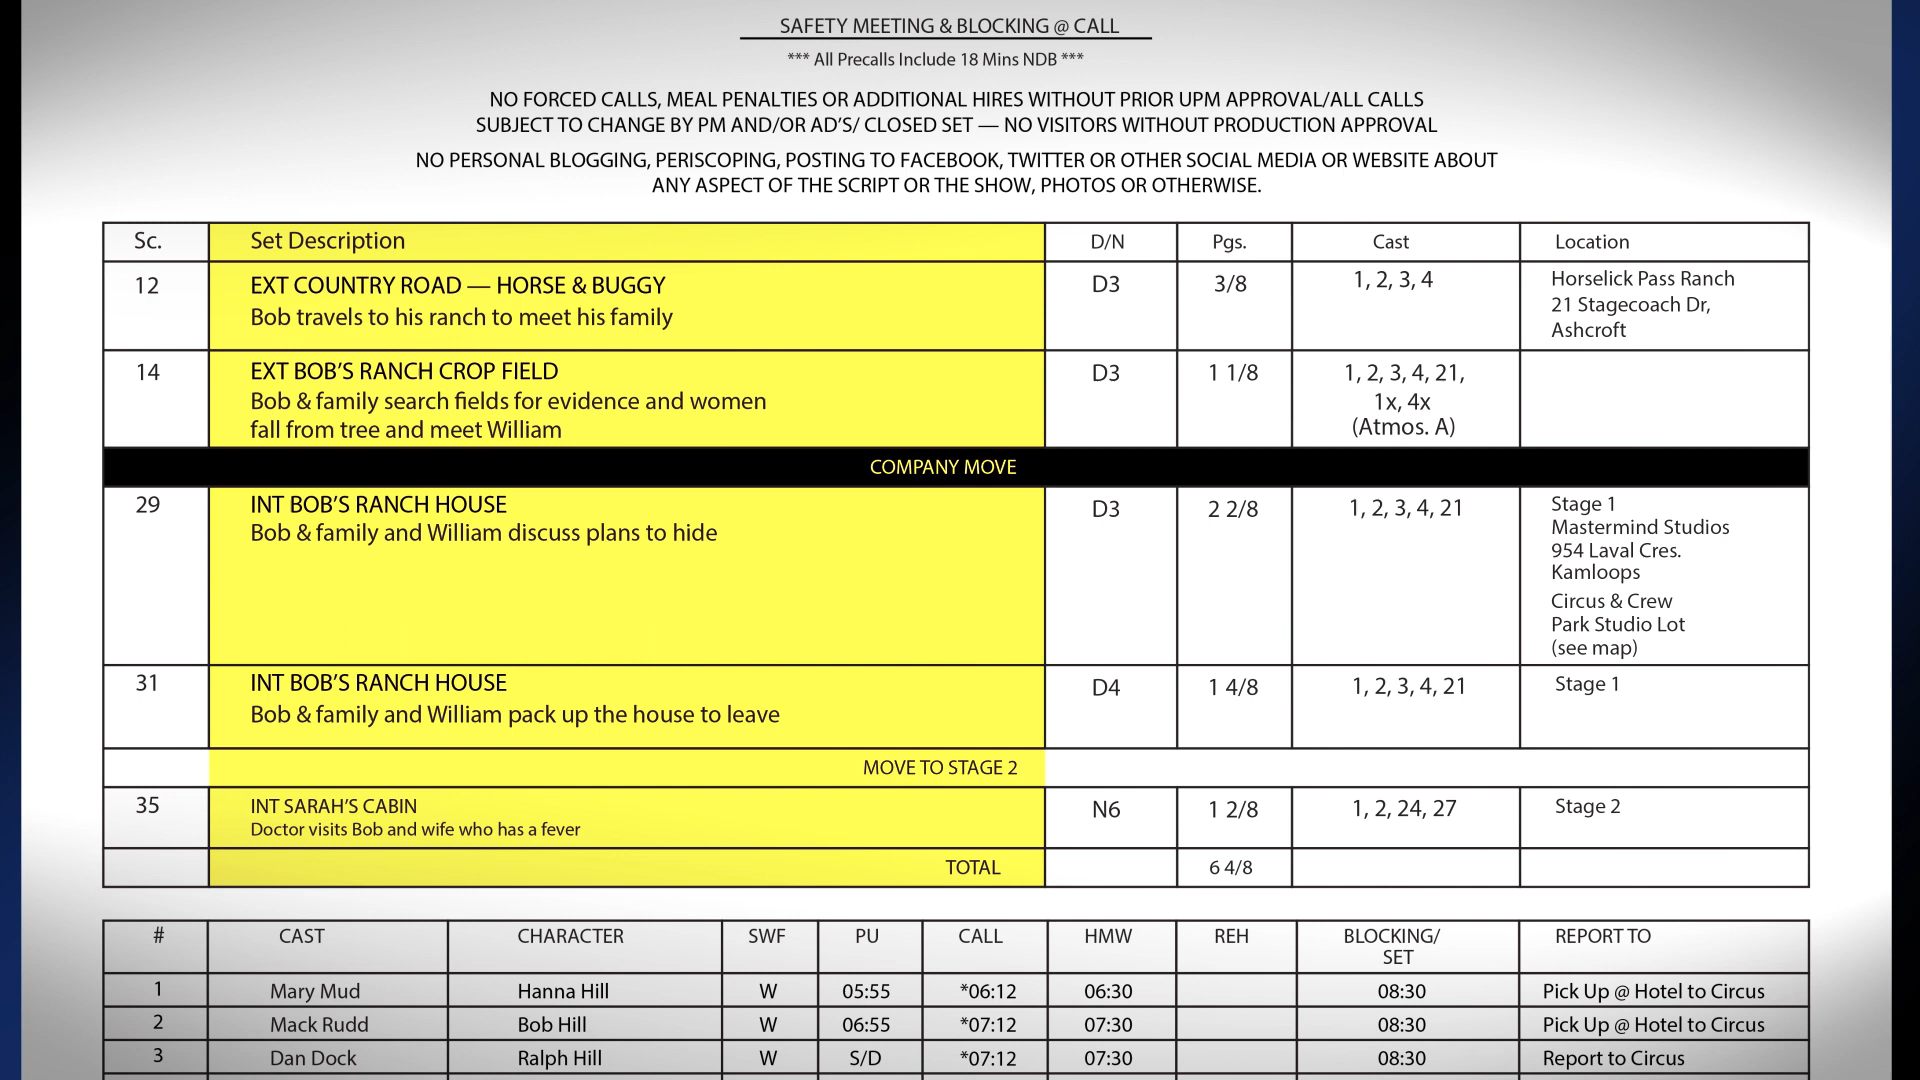 SAFETY MEETING & BLOCKING @ CALL
*** All Precalls Include 18 Mins NDB ***
NO FORCED CALLS, MEAL PENALTIES OR ADDITIONAL HIRES WITHOUT PRIOR UPM APPROVAL/ALL CALLS
SUBJECT TO CHANGE BY PM AND/OR AD'S/ CLOSED SET — NO VISITORS WITHOUT PRODUCTION APPROVAL
NO PERSONAL BLOGGING, PERISCOPING, POSTING TO FACEBOOK, TWITTER OR OTHER SOCIAL MEDIA OR WEBSITE ABOUT
ANY ASPECT OF THE SCRIPT OR THE SHOW, PHOTOS OR OTHERWISE.
Sc. Set Description D/N Pgs. Cast Location
12 EXT COUNTRY ROAD — HORSE & BUGGY D3 3/8 1, 2, 3, 4 Horselick Pass Ranch
Bob travels to his ranch to meet his family 21 Stagecoach Dr,
Ashcroft
14 EXT BOB'S RANCH CROP FIELD D3 1 1/8 1, 2, 3, 4, 21,
Bob & family search fields for evidence and women 1x, 4x
fall from tree and meet William (Atmos. A)
COMPANY MOVE
29 INT BOB'S RANCH HOUSE D3 2 2/8 1, 2, 3, 4, 21 Stage 1
Bob & family and William discuss plans to hide Mastermind Studios
954 Laval Cres.
Kamloops
Circus & Crew
Park Studio Lot
(see map)
31 INT BOB'S RANCH HOUSE D4 1 4/8 1, 2, 3, 4, 21 Stage 1
Bob & family and William pack up the house to leave
MOVE TO STAGE 2
35 INT SARAH'S CABIN N6 1 2/8 1, 2, 24, 27 Stage 2
Doctor visits Bob and wife who has a fever
TOTAL 6 4/8
# CAST CHARACTER SWF PU CALL HMW REH BLOCKING/ REPORT TO
SET
1 Mary Mud Hanna Hill W 05:55 *06:12 06:30 08:30 Pick Up @ Hotel to Circus
2 Mack Rudd Bob Hill W 06:55 *07:12 07:30 08:30 Pick Up @ Hotel to Circus
3 Dan Dock Ralph Hill W S/D *07:12 07:30 08:30 Report to Circus